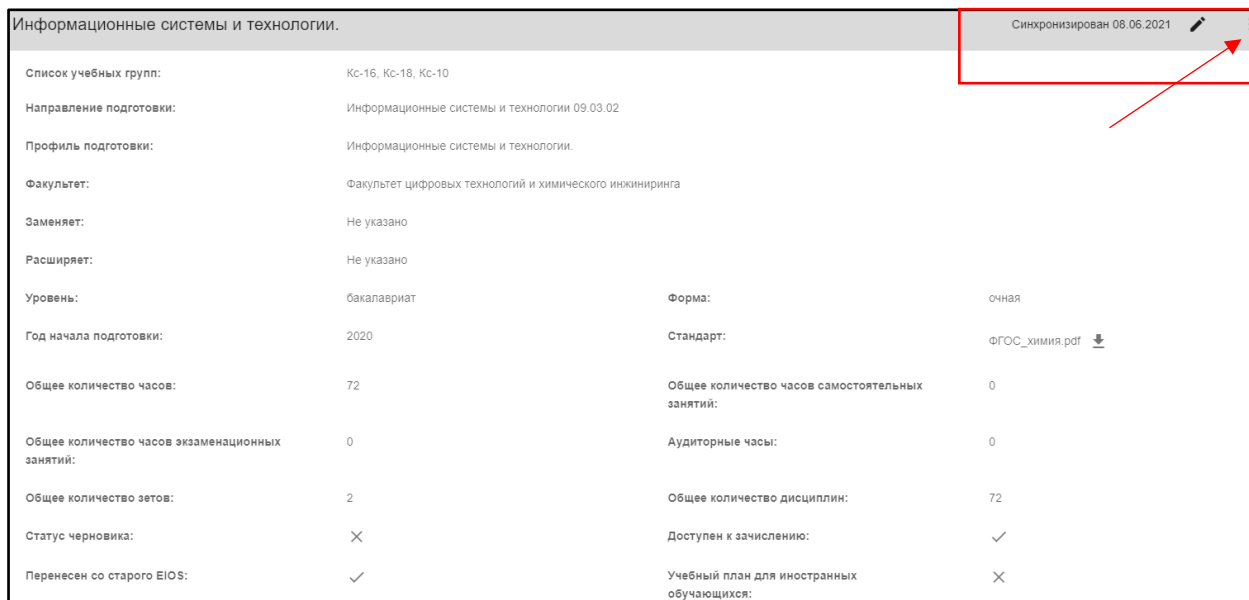 Информационные системы и технологии. Синхронизирован 08.06.2021
Список учебных групп: Кс-16, Кс-18, Кс-10
Направление подготовки: Информационные системы и технологии 09.03.02
Профиль подготовки: Информационные системы и технологии.
Факультет: Факультет цифровых технологий и химического инжиниринга
Заменяет: Не указано
Расширяет: Не указано
Уровень: бакалавриат Форма: очная
Год начала подготовки: 2020 Стандарт: ФГОС_химия.pdf
Общее количество часов: 72 Общее количество часов самостоятельных 0
занятий:
Общее количество часов экзаменационных 0 Аудиторные часы: 0
занятий:
Общее количество зетов: 2 Общее количество дисциплин: 72
Статус черновика: Доступен к зачислению:
Перенесен со старого EIOS: Учебный план для иностранных
обучающихся: